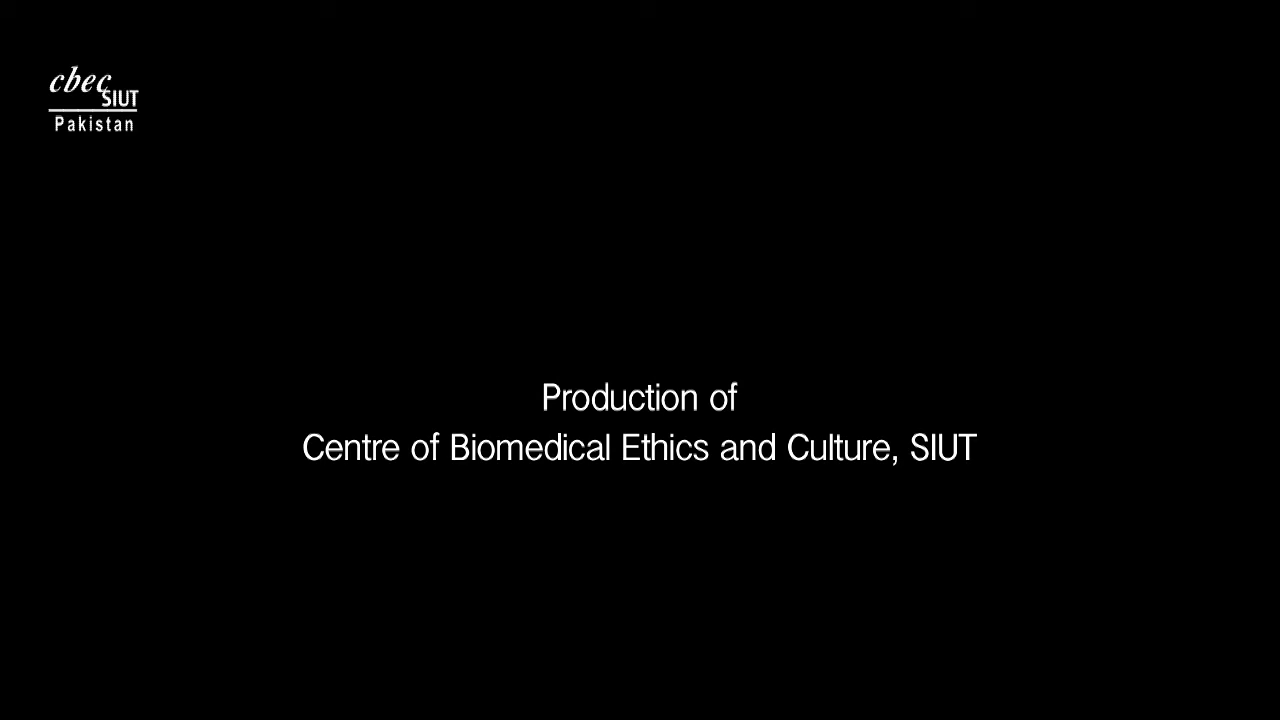 cbec
SIUT
Pakistan
Production of
Centre of Biomedical Ethics and Culture, SIUT